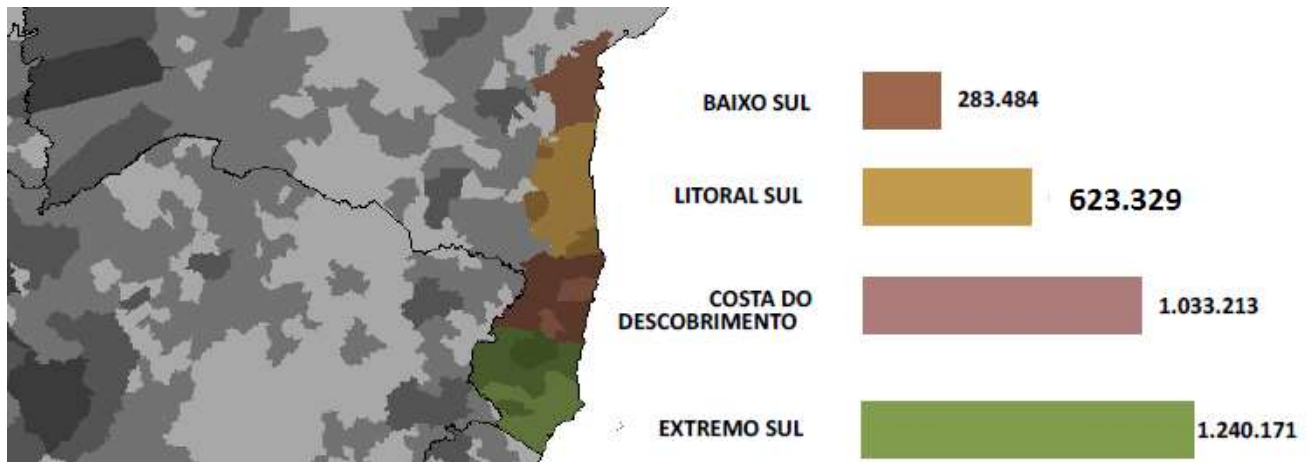 BAIXO SUL 283.484
LITORAL SUL 623.329
COSTA DO
DESCOBRIMENTO 1.033.213
EXTREMO SUL 1.240.171